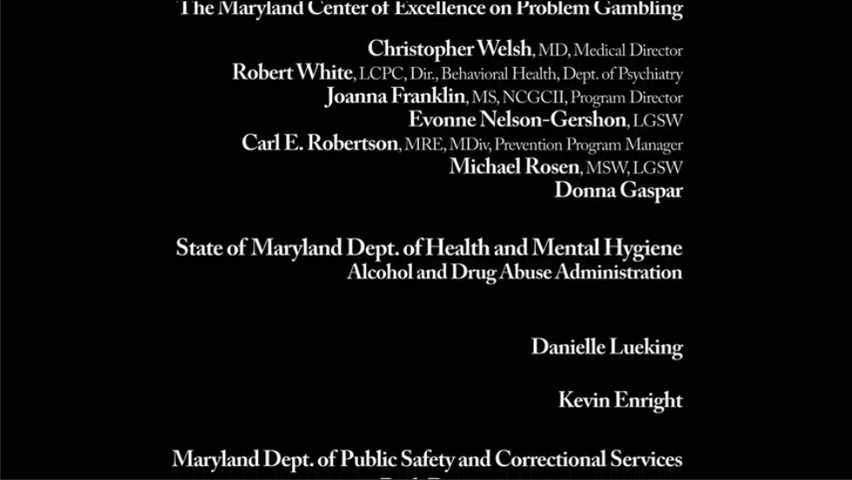 The Maryland Center of Excellence on Problem Gambling
Christopher Welsh, MD, Medical Director
Robert White, LCPC, Dir., Behavioral Health, Dept. of Psychiatry
Joanna Franklin, MS, NCGCII, Program Director
Evonne Nelson-Gershon, LGSW
Carl E. Robertson, MRE, MDiv, Prevention Program Manager
Michael Rosen, MSW, LGSW
Donna Gaspar
State of Maryland Dept. of Health and Mental Hygiene
Alcohol and Drug Abuse Administration
Danielle Lueking
Kevin Enright
Maryland Dept. of Public Safety and Correctional Services